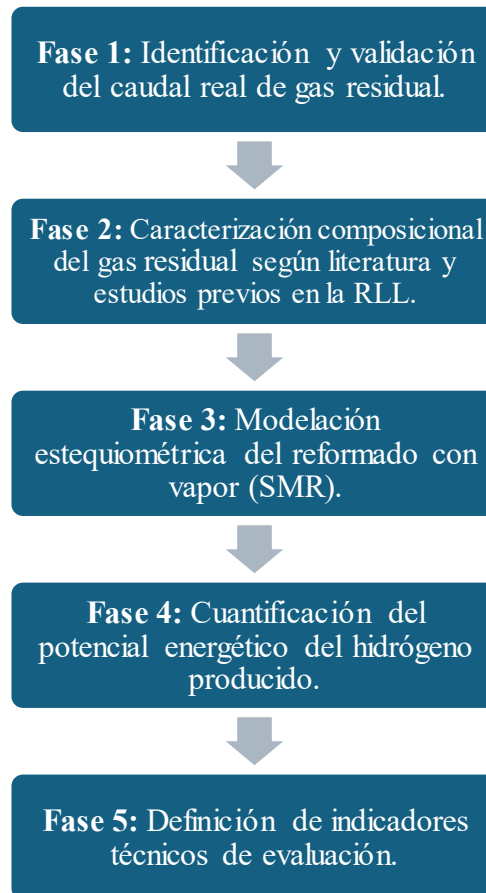 Fase 1: Identificación y validación
del caudal real de gas residual.
Fase 2: Caracterización composicional
del gas residual según literatura y
estudios previos en la RLL.
Fase 3: Modelación
estequiométrica del reformado con
vapor (SMR).
Fase 4: Cuantificación del
potencial energético del hidrógeno
producido.
Fase 5: Definición de indicadores
técnicos de evaluación.